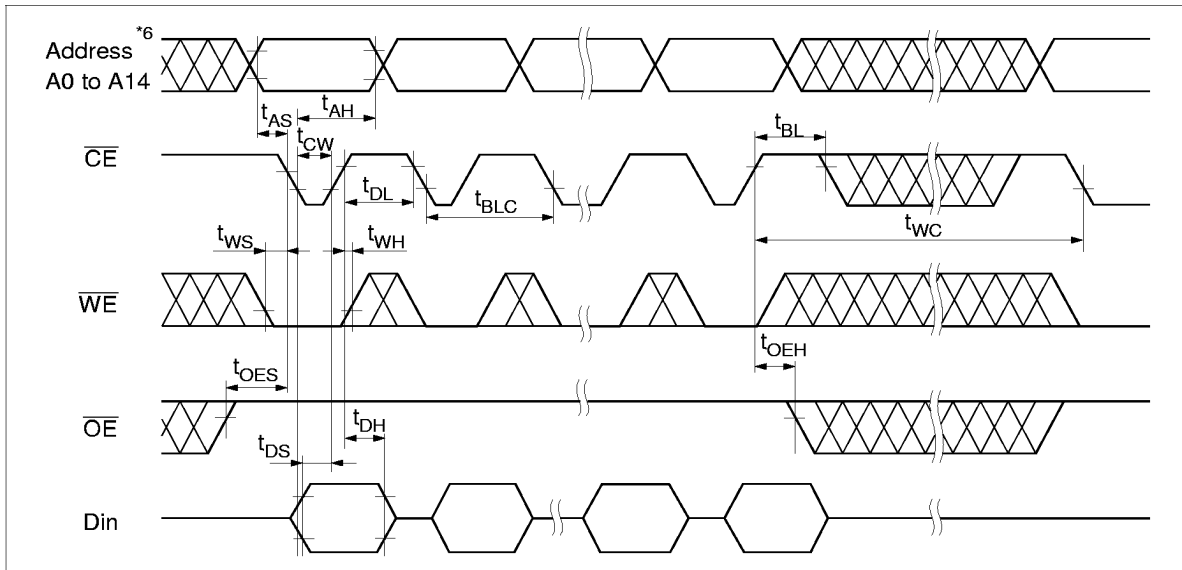 Address *6
A0 to A14
tAS
tAH
tCW
tBL
CE
tDL
tBLC
tWC
tWS
tWH
WE
tOES
tOEH
OE
tDS
tDH
Din